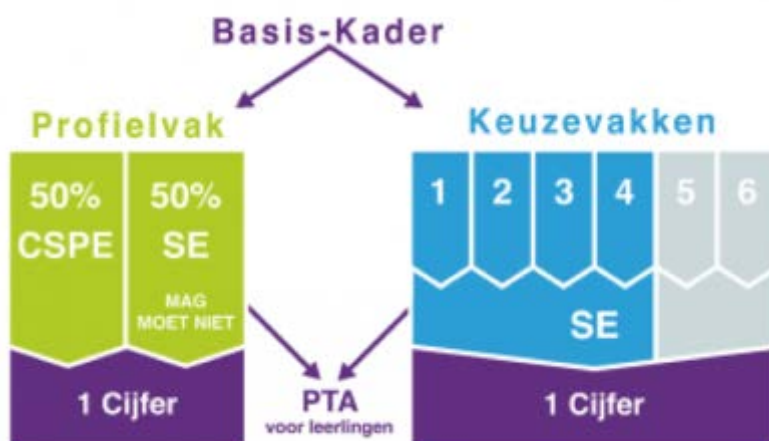 Basis-Kader
Profielvak
Keuzevakken
50%
CSPE
50%
SE
MAG
MOET NIET
1 Cijfer
PTA
voor leerlingen
1 2 3 4 5 6
SE
1 Cijfer